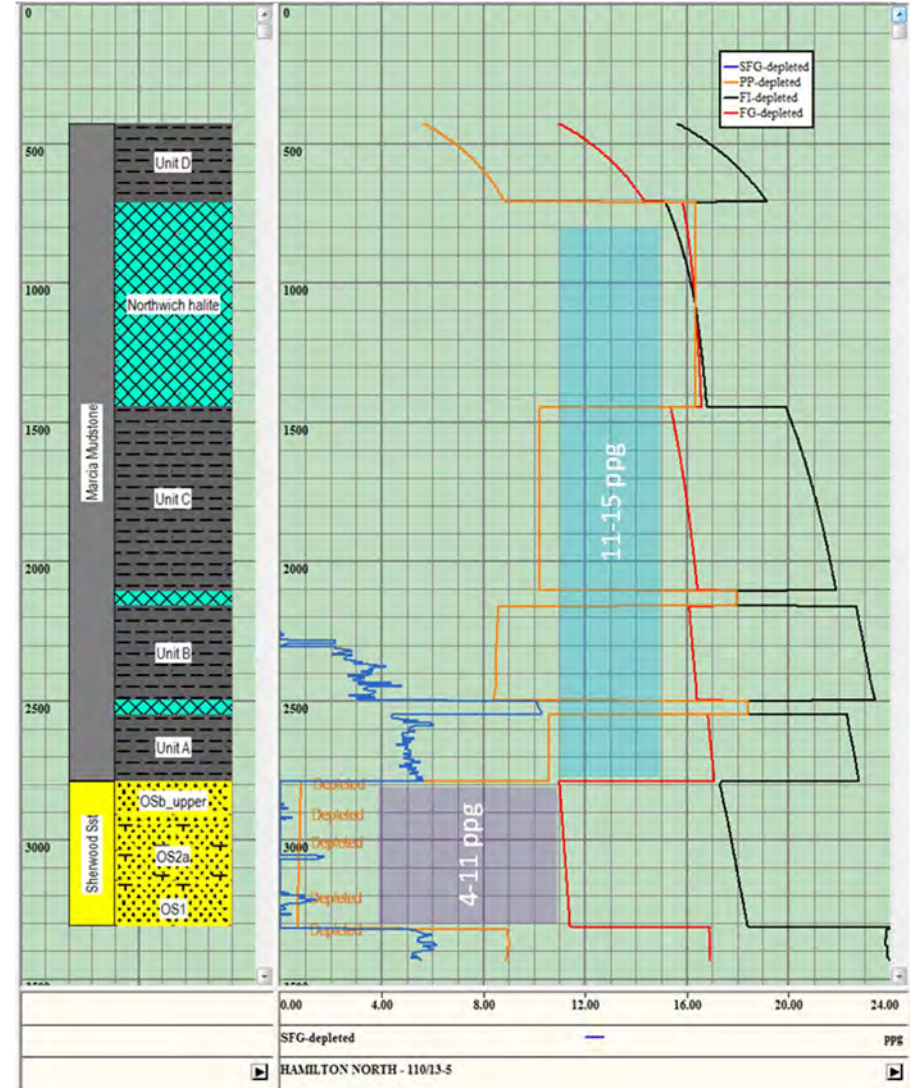 0
500
1000
1500
2000
2500
3000
Marcia Mudstone
Sherwood Sst
Unit D
Northwich halite
Unit C
Unit B
Unit A
OSb_upper
OS2a
OS1
0
500
1000
1500
2000
2500
3000
SFG-depleted
PP-depleted
FI-depleted
FG-depleted
11-15 ppg
4-11 ppg
Depleted
Depleted
Depleted
Depleted
Depleted
0.00 4.00 8.00 12.00 16.00 20.00 24.00
SFG-depleted ppg
HAMILTON NORTH - 110/13-5